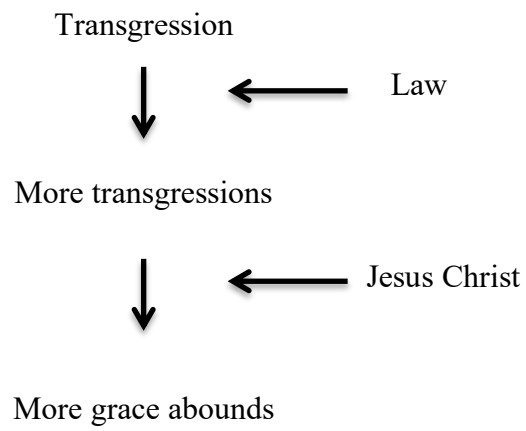 Transgression
Law
More transgressions
Jesus Christ
More grace abounds